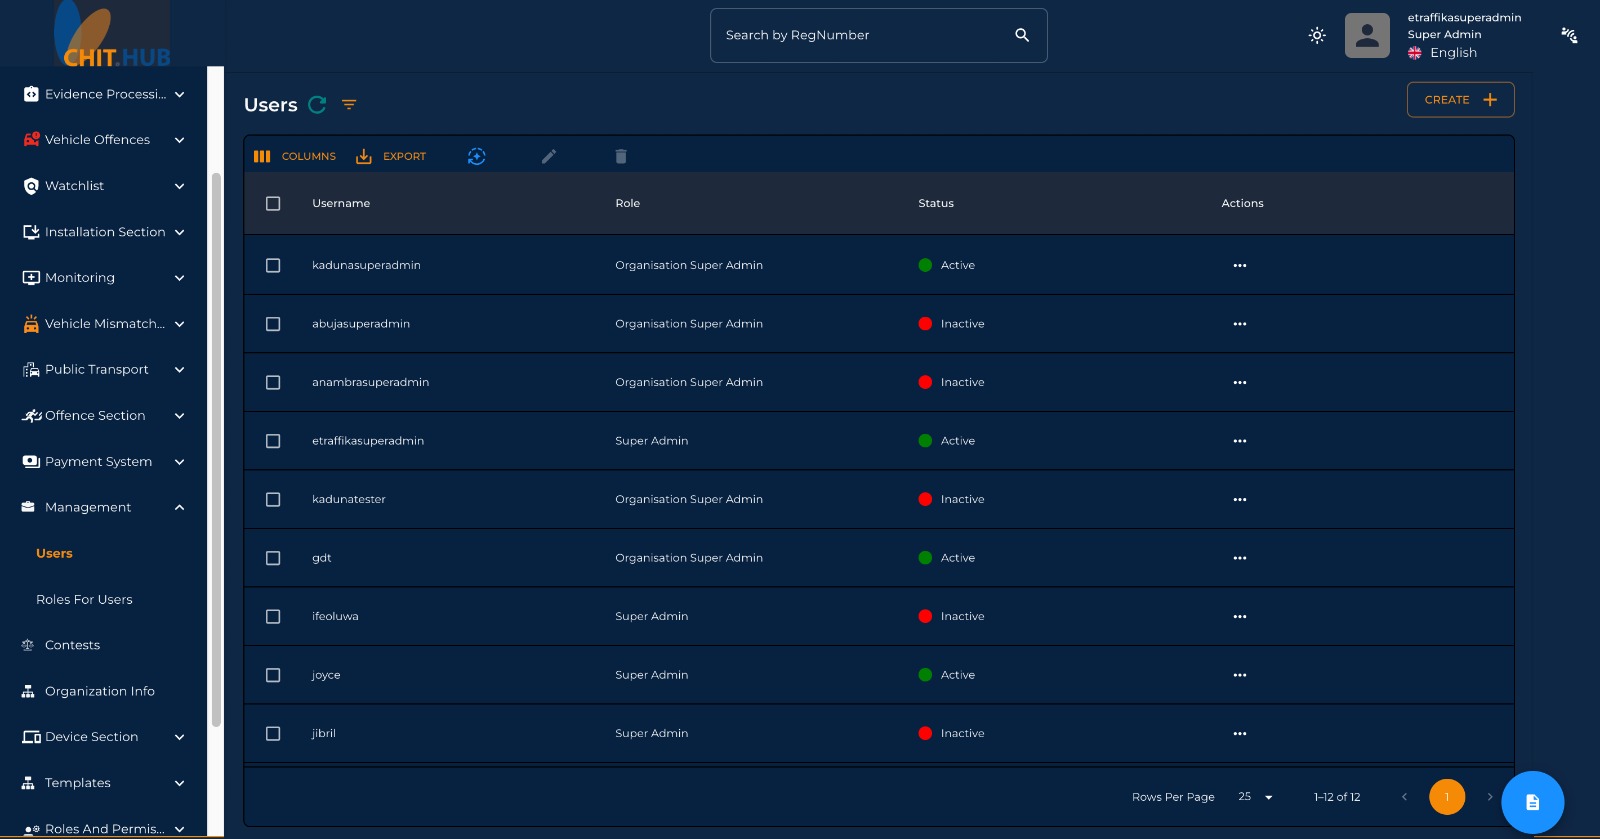 CHIT.HUB
Search by RegNumber
etraffikasuperadmin
Super Admin
English
Evidence Processi...
Vehicle Offences
Watchlist
Installation Section
Monitoring
Vehicle Mismatch...
Public Transport
Offence Section
Payment System
Management
Users
Roles For Users
Contests
Organization Info
Device Section
Templates
Roles And Permis...
Users
CREATE
COLUMNS EXPORT
Username Role Status Actions
kadunasuperadmin Organisation Super Admin Active
abujasuperadmin Organisation Super Admin Inactive
anambrasuperadmin Organisation Super Admin Inactive
etraffikasuperadmin Super Admin Active
kadunatester Organisation Super Admin Inactive
gdt Organisation Super Admin Active
ifeoluwa Super Admin Inactive
joyce Super Admin Active
jibril Super Admin Inactive
Rows Per Page 25 1–12 of 12 1